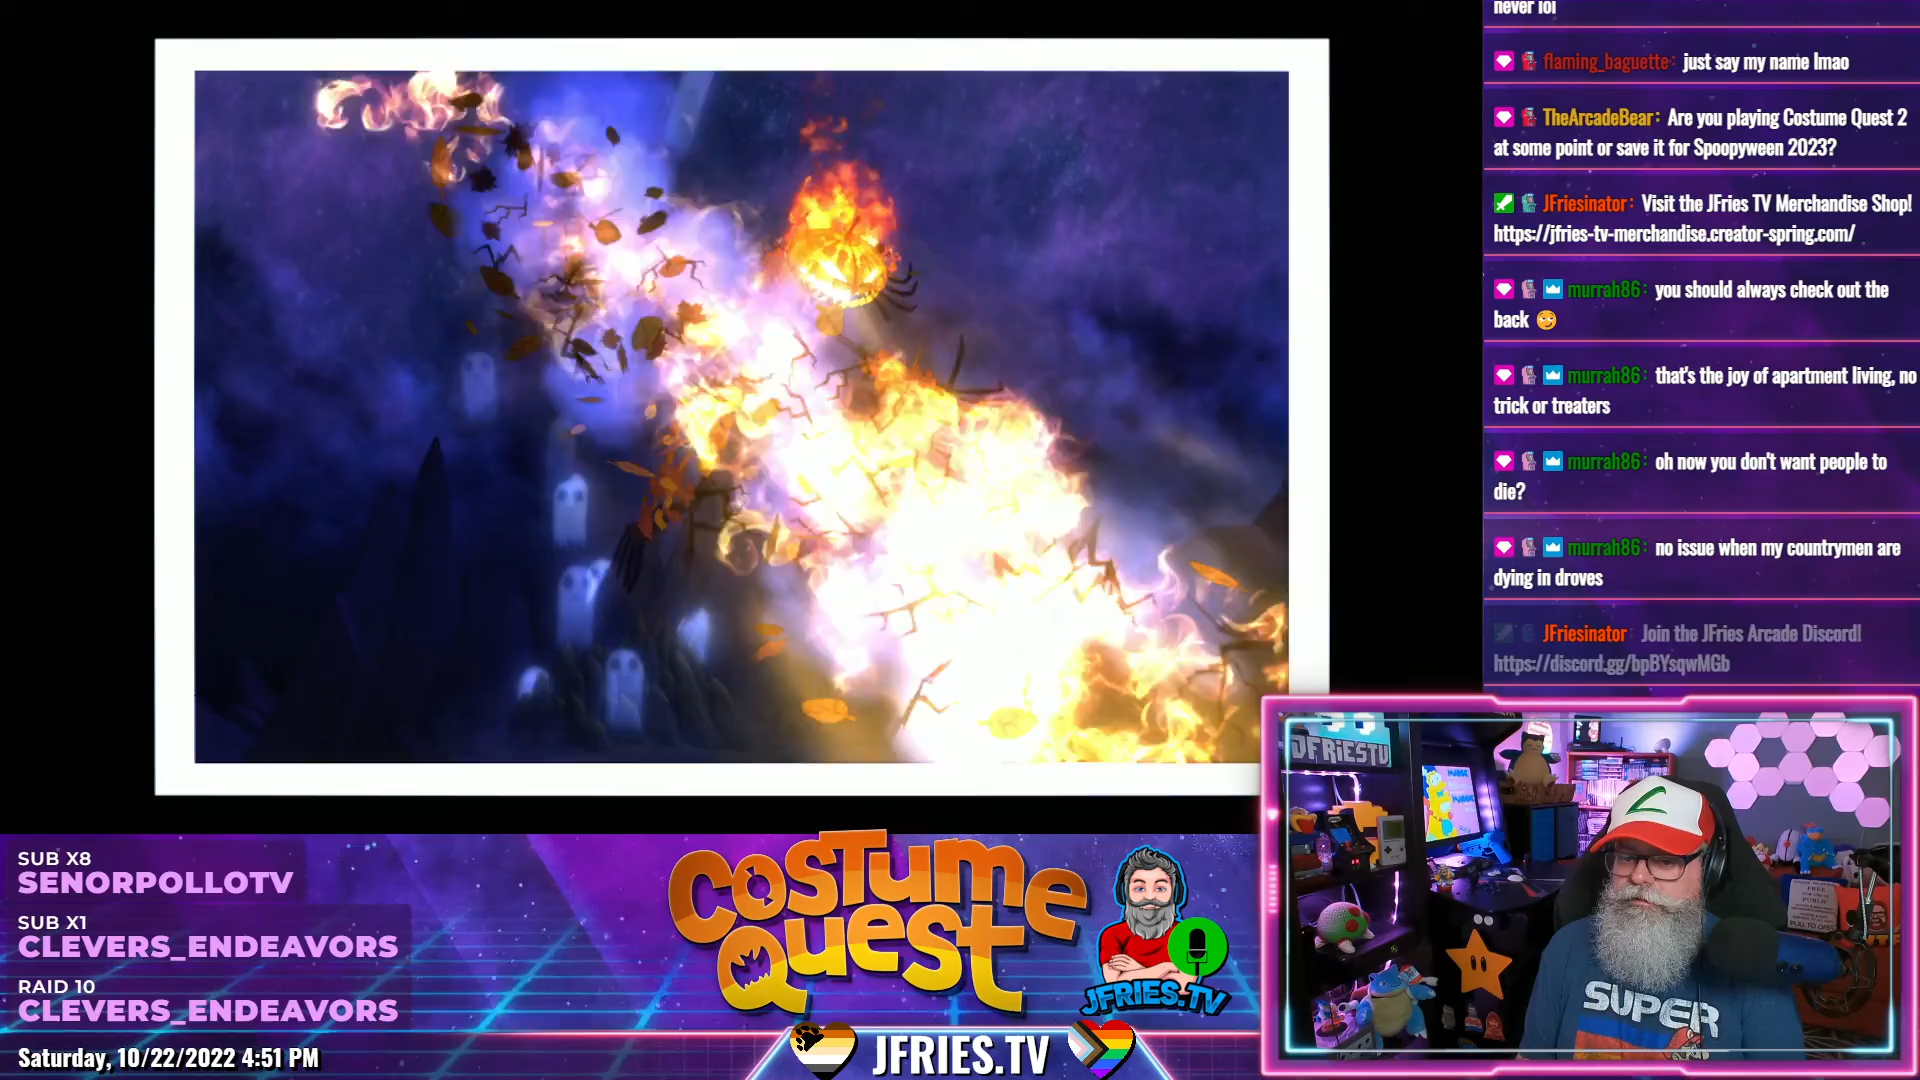 never lol
flaming_baguette: just say my name lmao
TheArcadeBear: Are you playing Costume Quest 2
at some point or save it for Spoopyween 2023?
JFriesinator: Visit the JFries TV Merchandise Shop!
https://jfries-tv-merchandise.creator-spring.com/
murrah86: you should always check out the
back
murrah86: that's the joy of apartment living, no
trick or treaters
murrah86: oh now you don't want people to
die?
murrah86: no issue when my countrymen are
dying in droves
JFriesinator: Join the JFries Arcade Discord!
https://discord.gg/bpBYsqwMGb
JFRIESTV
SUPER
SUB X8
SENORPOLLOTV
SUB X1
CLEVERS_ENDEAVORS
RAID 10
CLEVERS_ENDEAVORS
Saturday, 10/22/2022 4:51 PM
COSTUME
QUEST
JFRIES.TV
JFRIES.TV